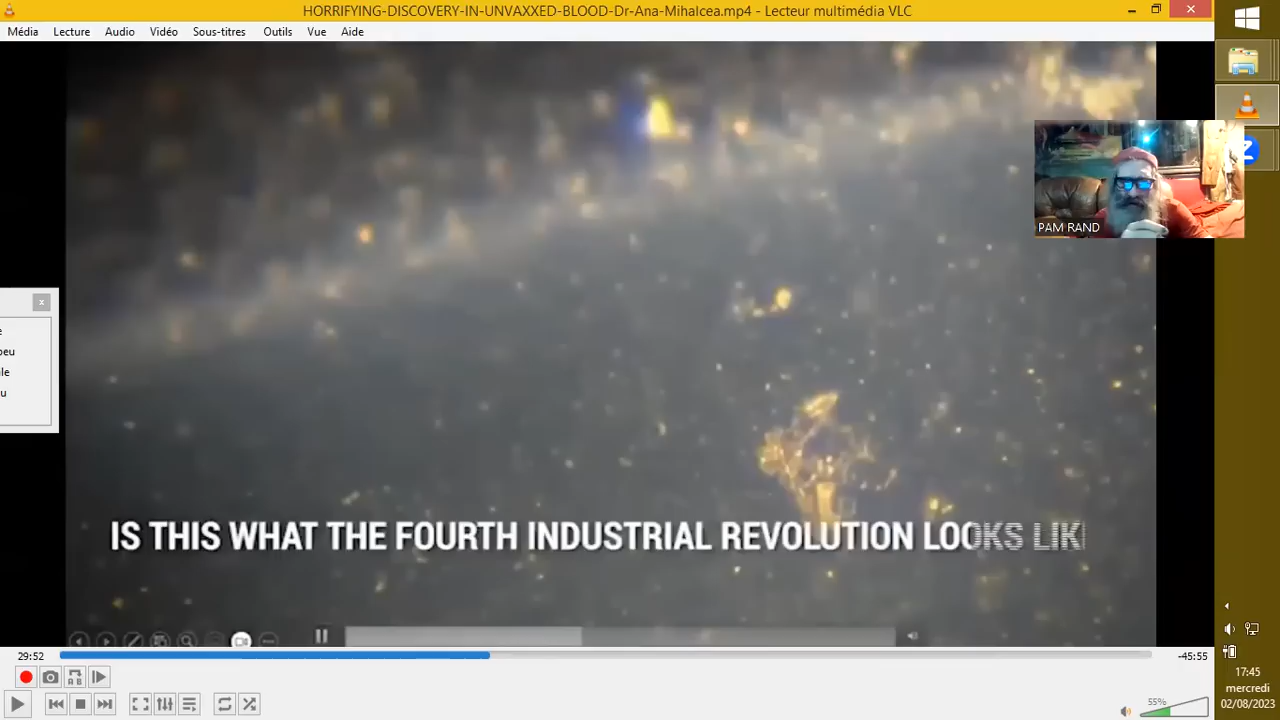 HORRIFYING-DISCOVERY-IN-UNVAXXED-BLOOD-Dr-Ana-Mihalcea.mp4 - Lecteur multimédia VLC
Média Lecture Audio Vidéo Sous-titres Outils Vue Aide
PAM RAND
IS THIS WHAT THE FOURTH INDUSTRIAL REVOLUTION LOOKS LIK
29:52
-45:55
55%
17:45
mercredi
02/08/2023